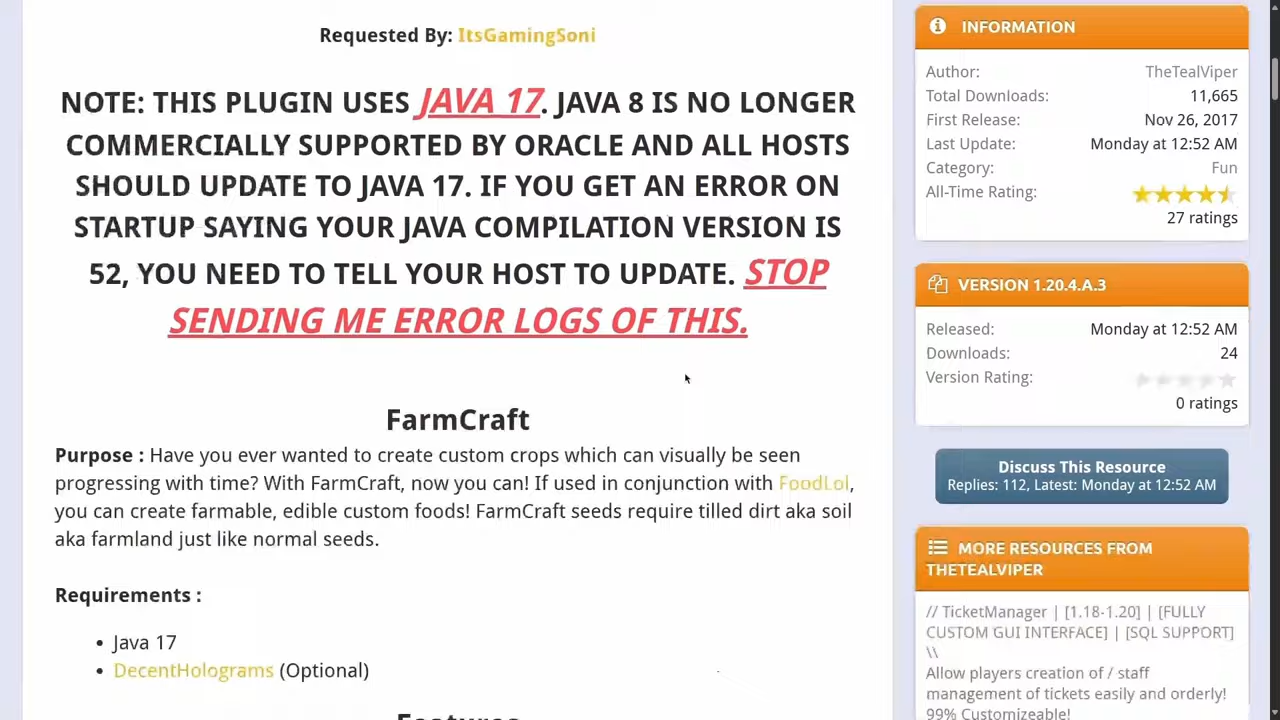 Requested By: ItsGamingSoni
NOTE: THIS PLUGIN USES JAVA 17. JAVA 8 IS NO LONGER
COMMERCIALLY SUPPORTED BY ORACLE AND ALL HOSTS
SHOULD UPDATE TO JAVA 17. IF YOU GET AN ERROR ON
STARTUP SAYING YOUR JAVA COMPILATION VERSION IS
52, YOU NEED TO TELL YOUR HOST TO UPDATE. STOP
SENDING ME ERROR LOGS OF THIS.
FarmCraft
Purpose : Have you ever wanted to create custom crops which can visually be seen
progressing with time? With FarmCraft, now you can! If used in conjunction with FoodLol,
you can create farmable, edible custom foods! FarmCraft seeds require tilled dirt aka soil
aka farmland just like normal seeds.
Requirements :
• Java 17
• DecentHolograms (Optional)
Features
INFORMATION
Author: TheTealViper
Total Downloads: 11,665
First Release: Nov 26, 2017
Last Update: Monday at 12:52 AM
Category: Fun
All-Time Rating:
27 ratings
VERSION 1.20.4.A.3
Released: Monday at 12:52 AM
Downloads: 24
Version Rating:
0 ratings
Discuss This Resource
Replies: 112, Latest: Monday at 12:52 AM
MORE RESOURCES FROM
THETEALVIPER
// TicketManager | [1.18-1.20] | [FULLY
CUSTOM GUI INTERFACE] | [SQL SUPPORT]
\\
Allow players creation of / staff
management of tickets easily and orderly!
99% Customizeable!